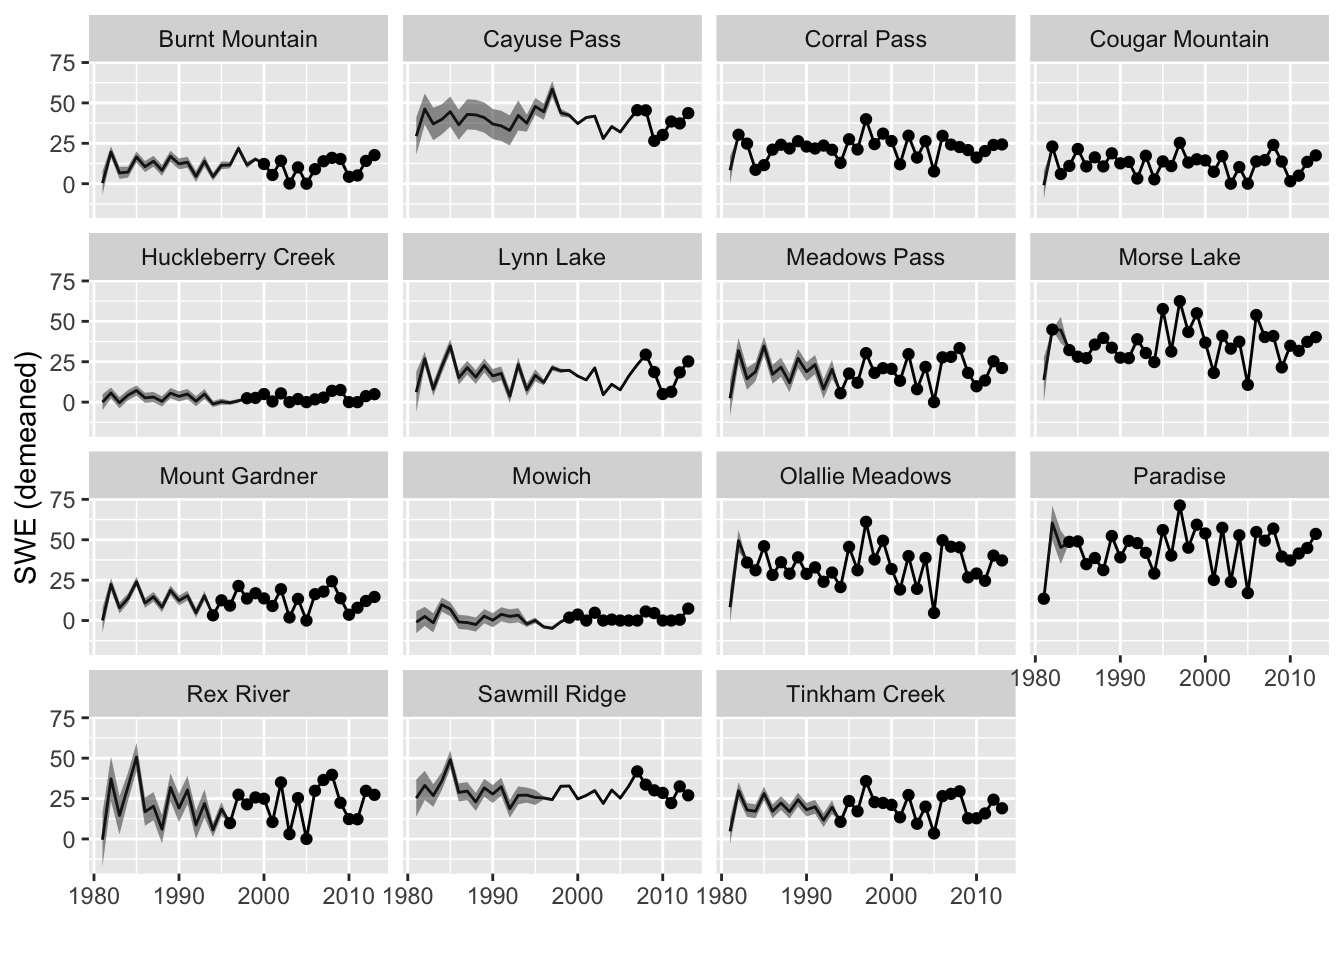 Burnt Mountain Cayuse Pass Corral Pass Cougar Mountain
75
50
25
0
Huckleberry Creek Lynn Lake Meadows Pass Morse Lake
75
50
25
0
SWE (demeaned)
Mount Gardner Mowich Olallie Meadows Paradise
75
50
25
0
1980 1990 2000 2010
Rex River Sawmill Ridge Tinkham Creek
75
50
25
0
1980 1990 2000 2010 1980 1990 2000 2010 1980 1990 2000 2010